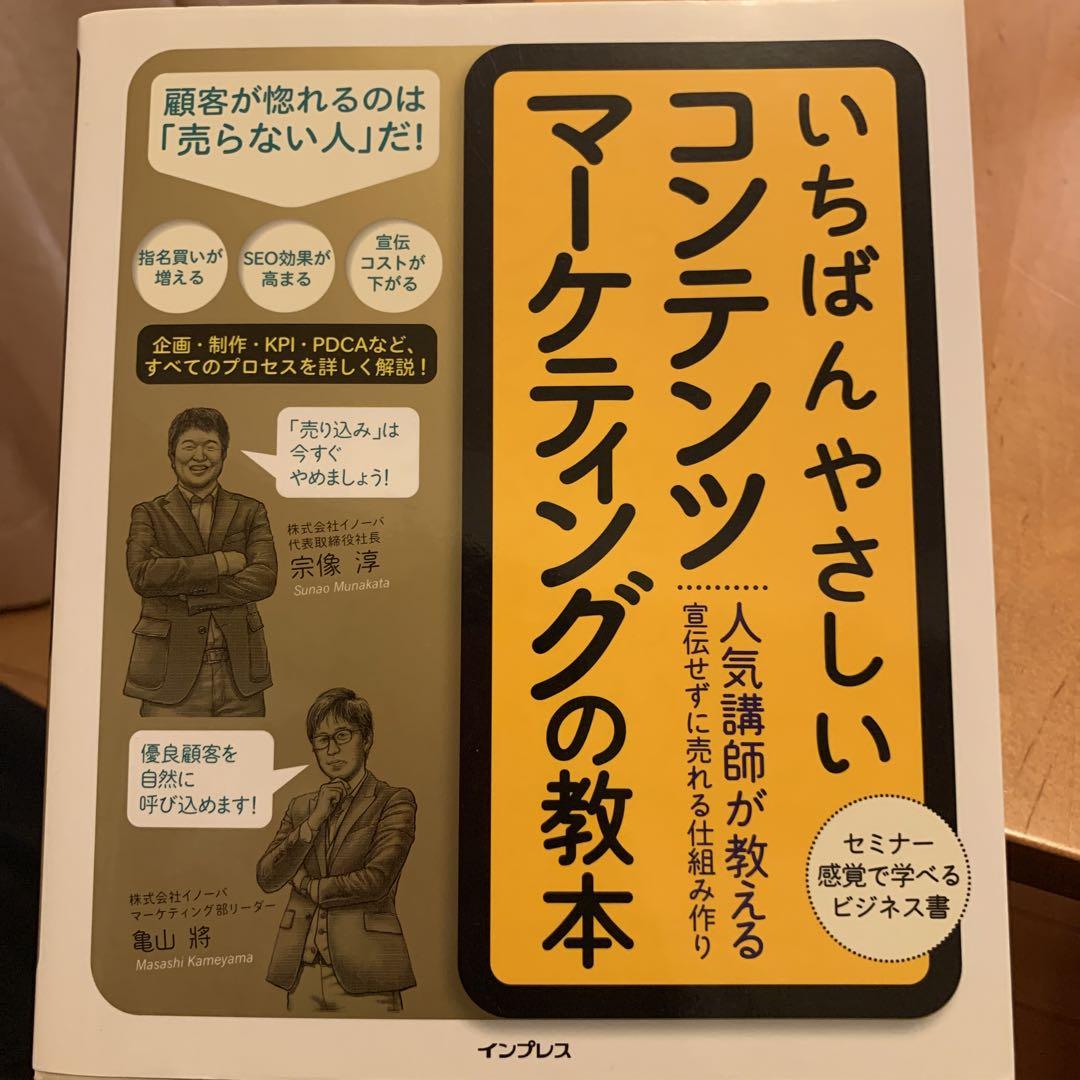 いちばんやさしい
コンテンツ
マーケティングの教本
人気講師が教える
宣伝せずに売れる仕組み作り
セミナー
感覚で学べる
ビジネス書
顧客が惚れるのは
「売らない人」だ!
指名買いが
増える
SEO効果が
高まる
宣伝
コストが
下がる
企画・制作・KPI・PDCAなど、
すべてのプロセスを詳しく解説!
「売り込み」は
今すぐ
やめましょう!
株式会社イノーバ
代表取締役社長
宗像 淳
Sunao Munakata
優良顧客を
自然に
呼び込めます!
株式会社イノーバ
マーケティング部リーダー
亀山 將
Masashi Kameyama
インプレス